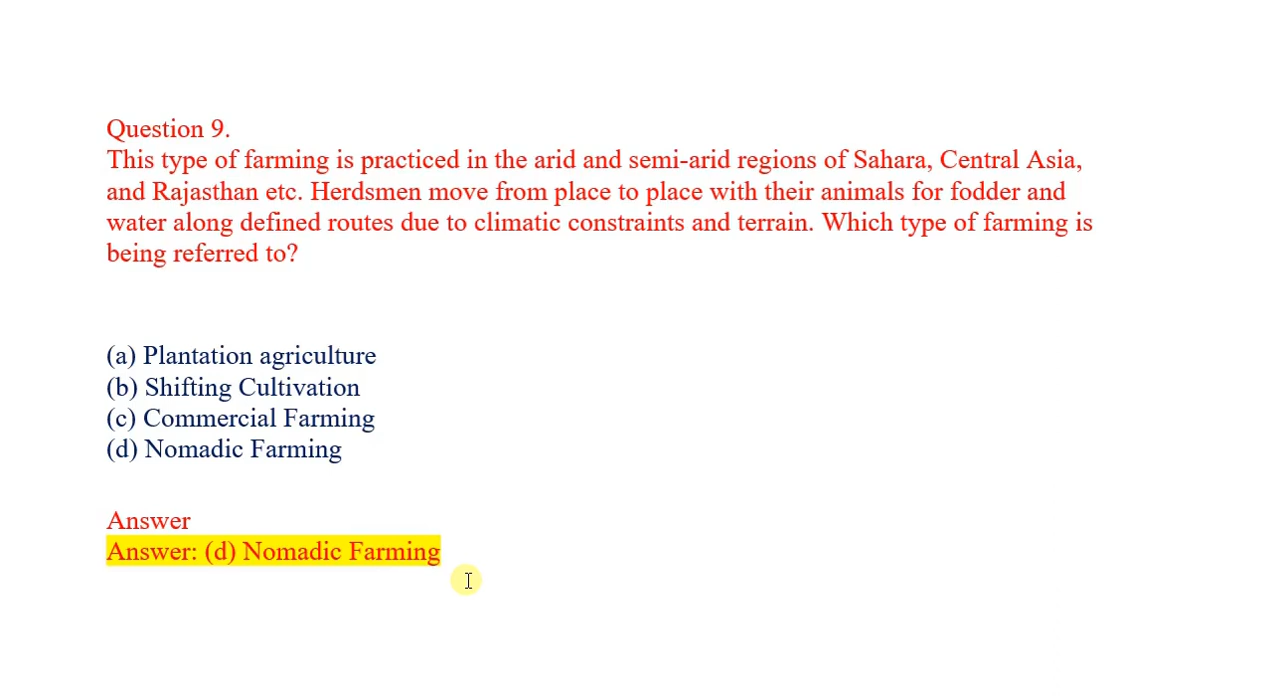 Question 9.
This type of farming is practiced in the arid and semi-arid regions of Sahara, Central Asia,
and Rajasthan etc. Herdsmen move from place to place with their animals for fodder and
water along defined routes due to climatic constraints and terrain. Which type of farming is
being referred to?
(a) Plantation agriculture
(b) Shifting Cultivation
(c) Commercial Farming
(d) Nomadic Farming
Answer
Answer: (d) Nomadic Farming